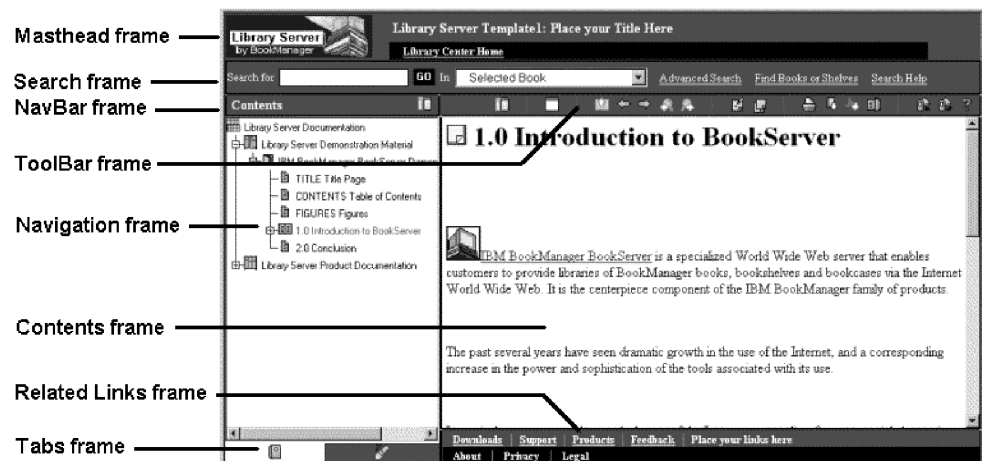 Masthead frame
Search frame
NavBar frame
ToolBar frame
Navigation frame
Contents frame
Related Links frame
Tabs frame
Library Server
by BookManager
Library Server Template1: Place your Title Here
Library Center Home
Search for GO In Selected Book Advanced Search Find Books or Shelves Search Help
Contents
Library Server Documentation
Library Server Demonstration Material
IBM BookManager BookServer
TITLE Title Page
CONTENTS Table of Contents
FIGURES Figures
1.0 Introduction to BookServer
2.0 Conclusion
Library Server Product Documentation
1.0 Introduction to BookServer
IBM BookManager BookServer is a specialized World Wide Web server that enables
customers to provide libraries of BookManager books, bookshelves and bookcases via the Internet
World Wide Web. It is the centerpiece component of the IBM BookManager family of products.
The past several years have seen dramatic growth in the use of the Internet, and a corresponding
increase in the power and sophistication of the tools associated with its use.
Downloads | Support | Products | Feedback | Place your links here
About | Privacy | Legal